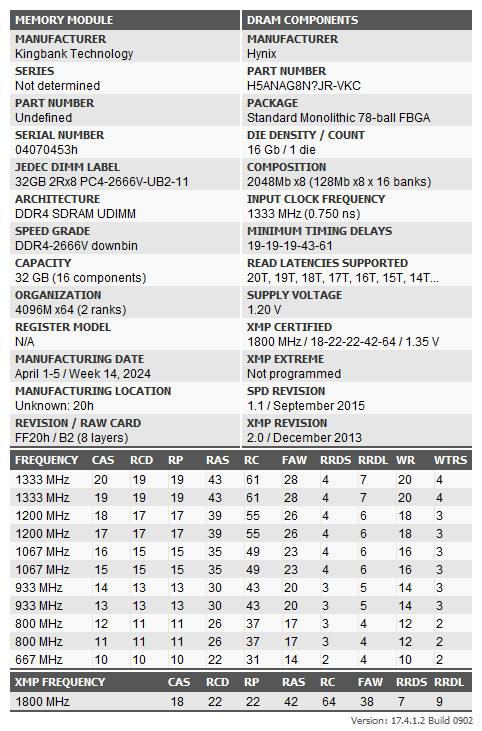 MEMORY MODULE
MANUFACTURER
Kingbank Technology
SERIES
Not determined
PART NUMBER
Undefined
SERIAL NUMBER
04070453h
JEDEC DIMM LABEL
32GB 2Rx8 PC4-2666V-UB2-11
ARCHITECTURE
DDR4 SDRAM UDIMM
SPEED GRADE
DDR4-2666V downbin
CAPACITY
32 GB (16 components)
ORGANIZATION
4096M x64 (2 ranks)
REGISTER MODEL
N/A
MANUFACTURING DATE
April 1-5 / Week 14, 2024
MANUFACTURING LOCATION
Unknown: 20h
REVISION / RAW CARD
FF20h / B2 (8 layers)
DRAM COMPONENTS
MANUFACTURER
Hynix
PART NUMBER
H5ANAG8N?JR-VKC
PACKAGE
Standard Monolithic 78-ball FBGA
DIE DENSITY / COUNT
16 Gb / 1 die
COMPOSITION
2048Mb x8 (128Mb x8 x 16 banks)
INPUT CLOCK FREQUENCY
1333 MHz (0.750 ns)
MINIMUM TIMING DELAYS
19-19-19-43-61
READ LATENCIES SUPPORTED
20T, 19T, 18T, 17T, 16T, 15T, 14T...
SUPPLY VOLTAGE
1.20 V
XMP CERTIFIED
1800 MHz / 18-22-22-42-64 / 1.35 V
XMP EXTREME
Not programmed
SPD REVISION
1.1 / September 2015
XMP REVISION
2.0 / December 2013
FREQUENCY CAS RCD RP RAS RC FAW RRDS RRDL WR WTRS
1333 MHz 20 19 19 43 61 28 4 7 20 4
1333 MHz 19 19 19 43 61 28 4 7 20 4
1200 MHz 18 17 17 39 55 26 4 6 18 3
1200 MHz 17 17 17 39 55 26 4 6 18 3
1067 MHz 16 15 15 35 49 23 4 6 16 3
1067 MHz 15 15 15 35 49 23 4 6 16 3
933 MHz 14 13 13 30 43 20 3 5 14 3
933 MHz 13 13 13 30 43 20 3 5 14 3
800 MHz 12 11 11 26 37 17 3 4 12 2
800 MHz 11 11 11 26 37 17 3 4 12 2
667 MHz 10 10 10 22 31 14 2 4 10 2
XMP FREQUENCY CAS RCD RP RAS RC FAW RRDS RRDL
1800 MHz 18 22 22 42 64 38 7 9
Version: 17.4.1.2 Build 0902